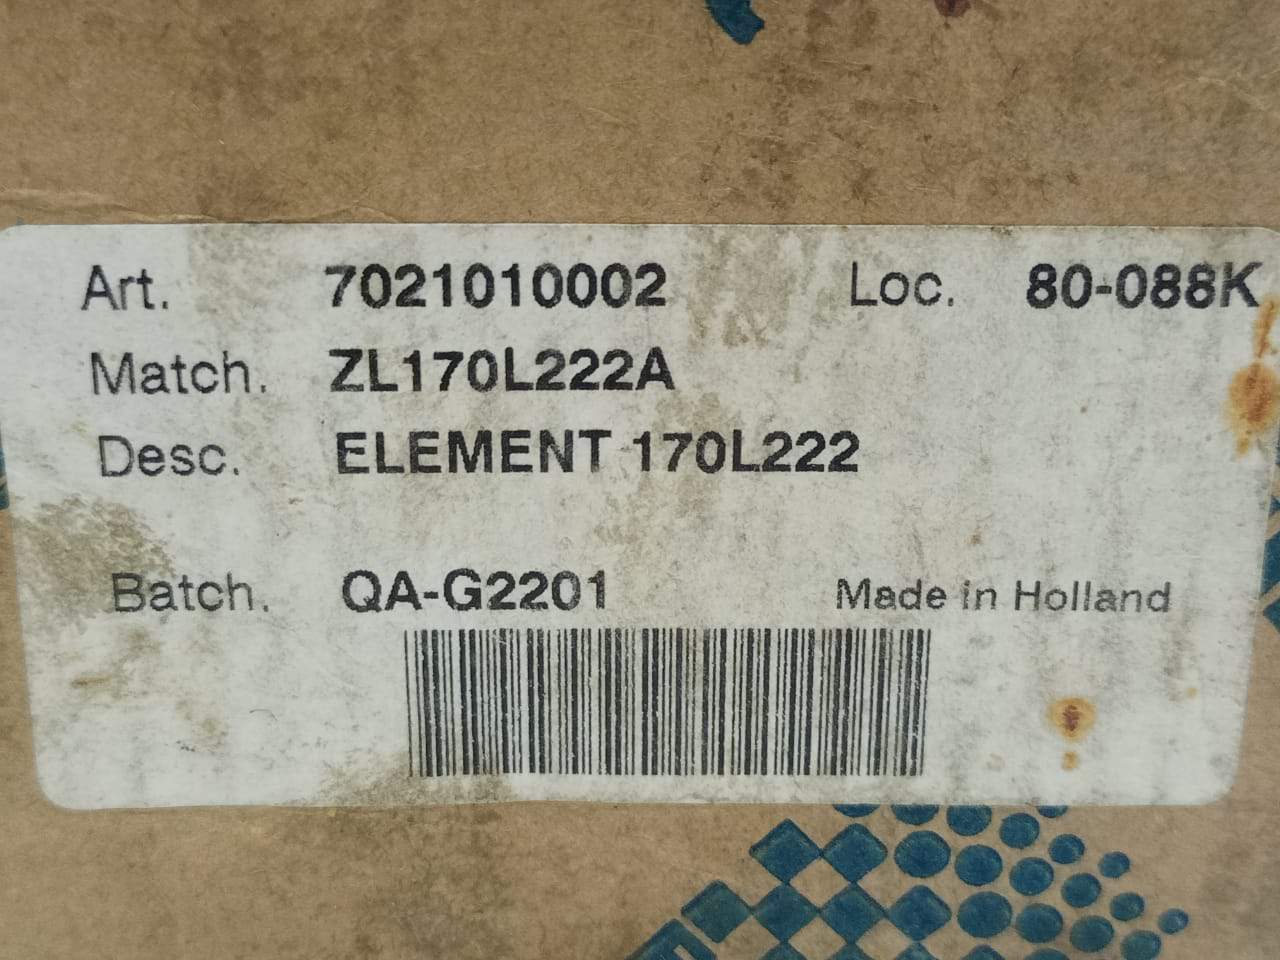 Art. 7021010002 Loc. 80-088K
Match. ZL170L222A
Desc. ELEMENT 170L222
Batch. QA-G2201 Made in Holland